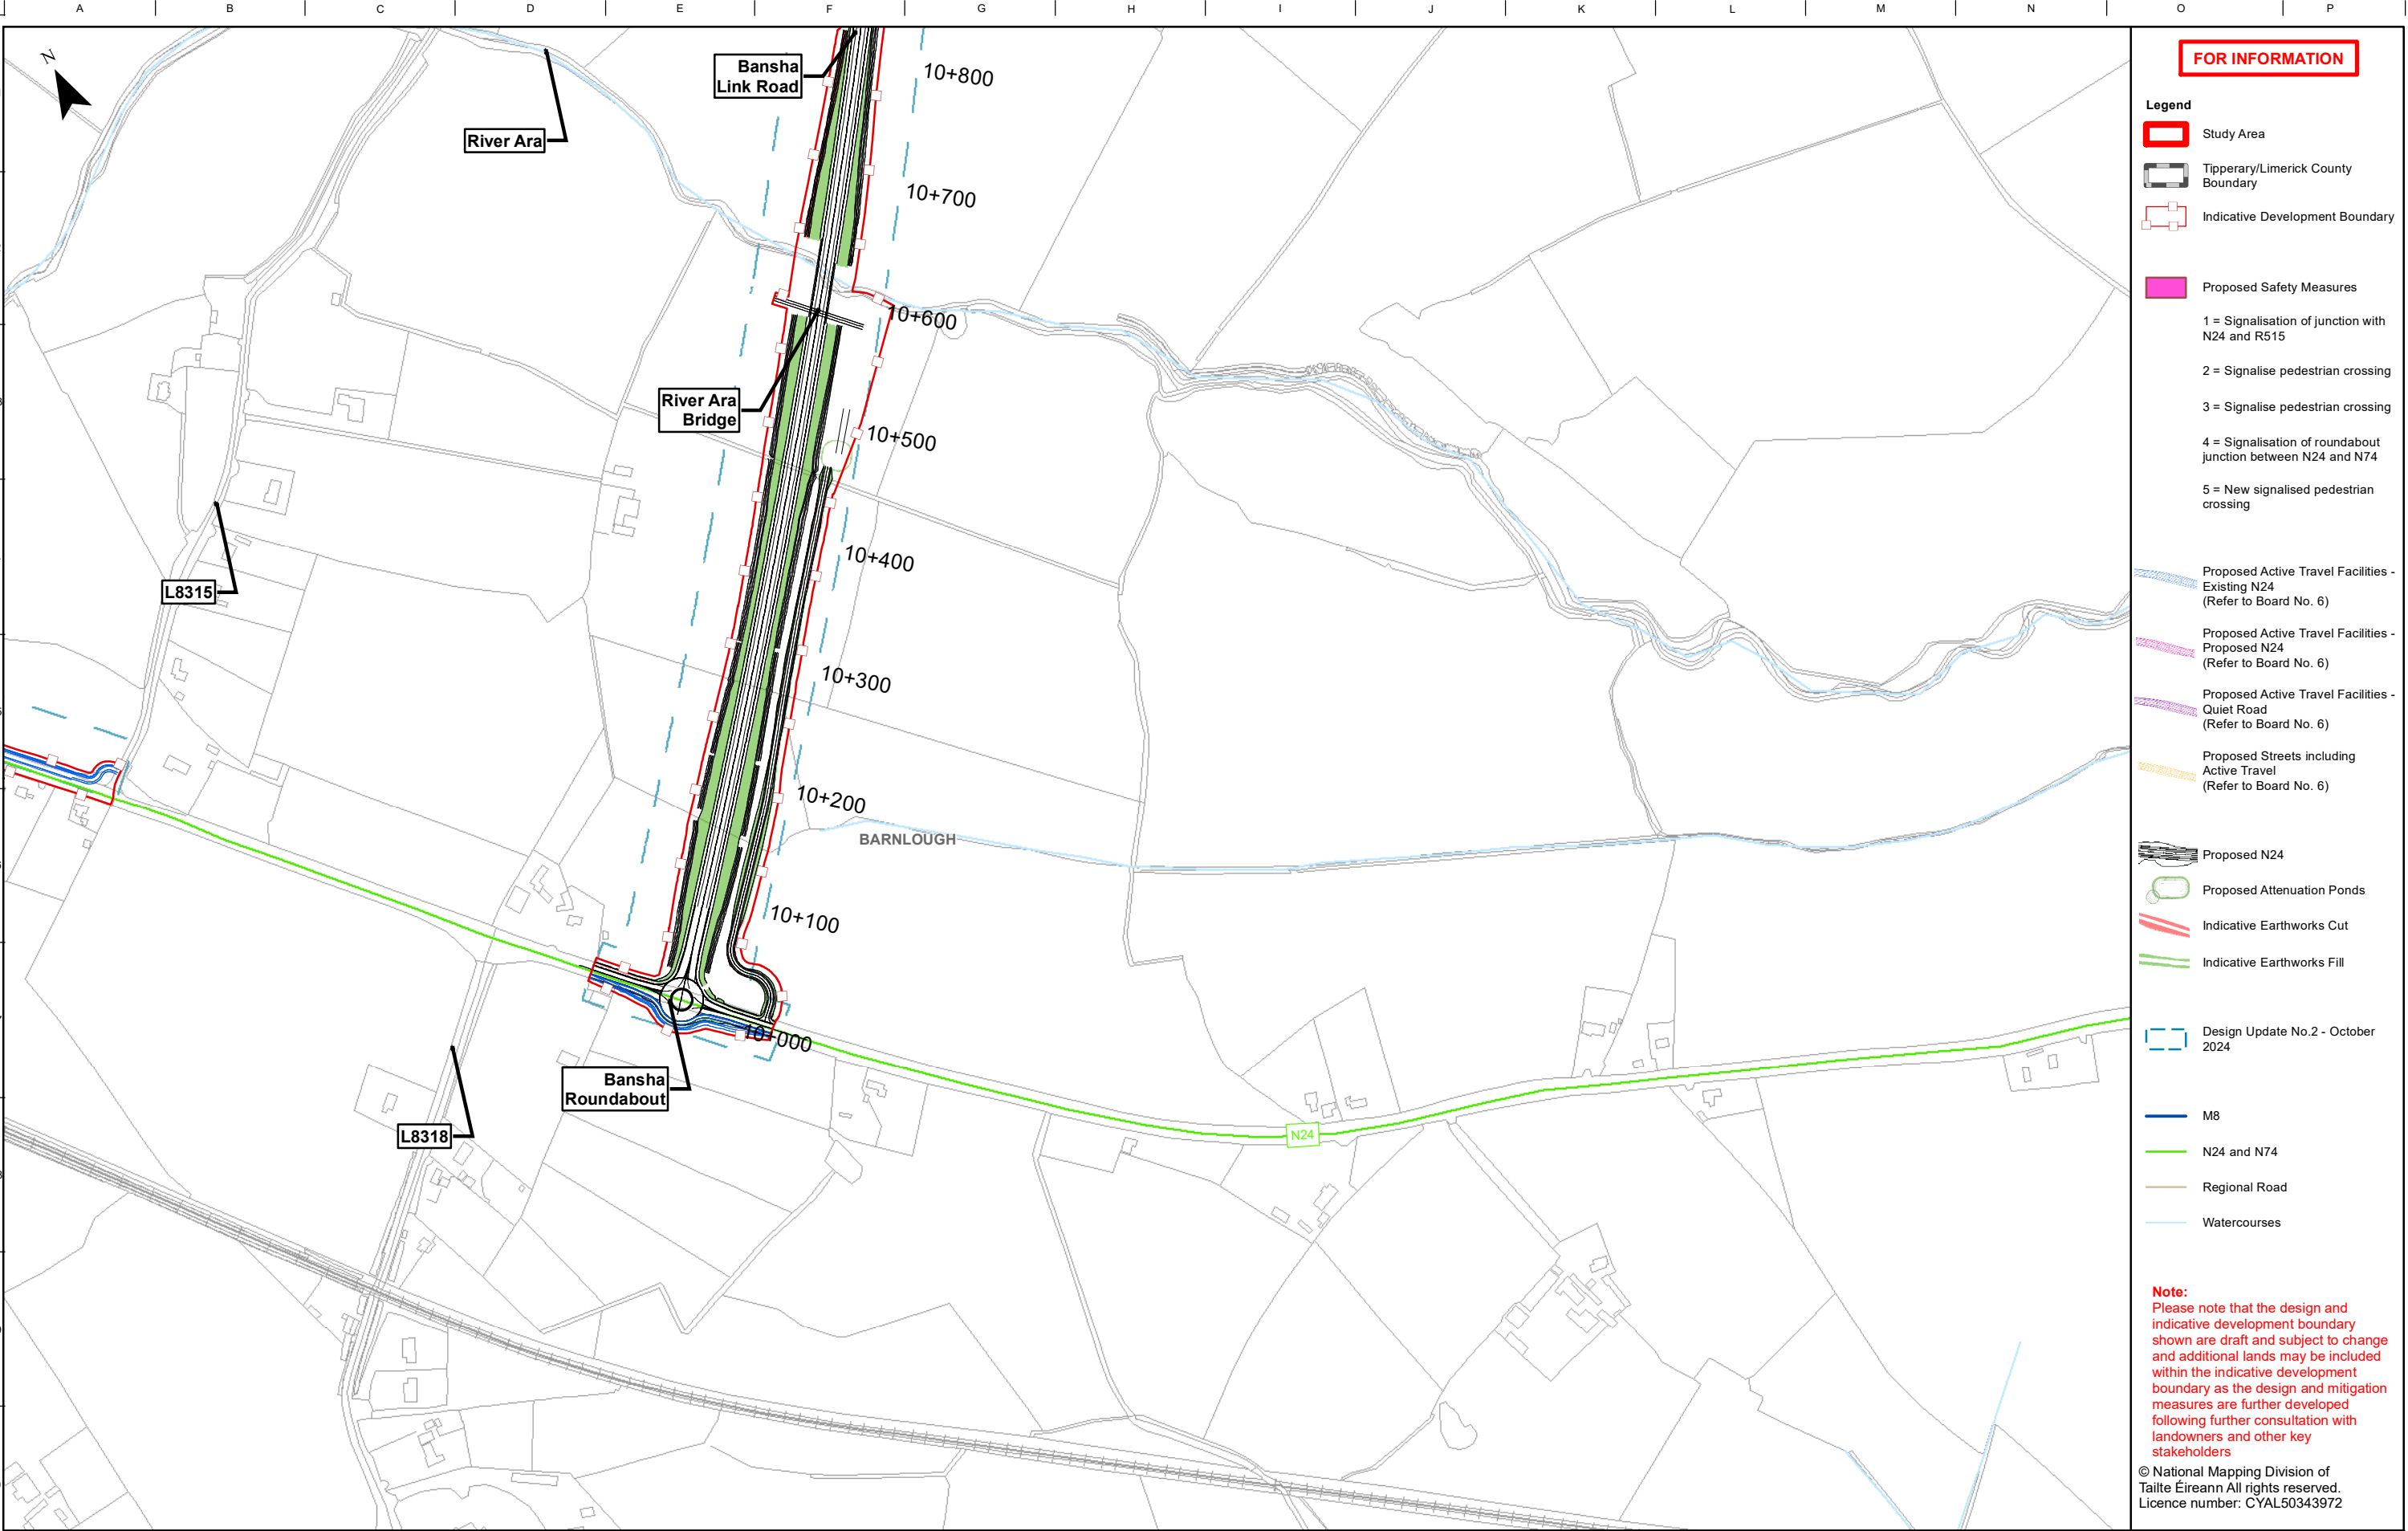 A B C D E F G H I J K L M N O P
N
Bansha
Link Road
River Ara
10+800
10+700
10+600
River Ara
Bridge
10+500
10+400
L8315
10+300
10+200
BARNLOUGH
10+100
10+000
Bansha
Roundabout
L8318
N24
FOR INFORMATION
Legend
Study Area
Tipperary/Limerick County
Boundary
Indicative Development Boundary
Proposed Safety Measures
1 = Signalisation of junction with
N24 and R515
2 = Signalise pedestrian crossing
3 = Signalise pedestrian crossing
4 = Signalisation of roundabout
junction between N24 and N74
5 = New signalised pedestrian
crossing
Proposed Active Travel Facilities -
Existing N24
(Refer to Board No. 6)
Proposed Active Travel Facilities -
Proposed N24
(Refer to Board No. 6)
Proposed Active Travel Facilities -
Quiet Road
(Refer to Board No. 6)
Proposed Streets including
Active Travel
(Refer to Board No. 6)
Proposed N24
Proposed Attenuation Ponds
Indicative Earthworks Cut
Indicative Earthworks Fill
Design Update No.2 - October
2024
M8
N24 and N74
Regional Road
Watercourses
Note:
Please note that the design and
indicative development boundary
shown are draft and subject to change
and additional lands may be included
within the indicative development
boundary as the design and mitigation
measures are further developed
following further consultation with
landowners and other key
stakeholders
© National Mapping Division of
Tailte Éireann All rights reserved.
Licence number: CYAL50343972